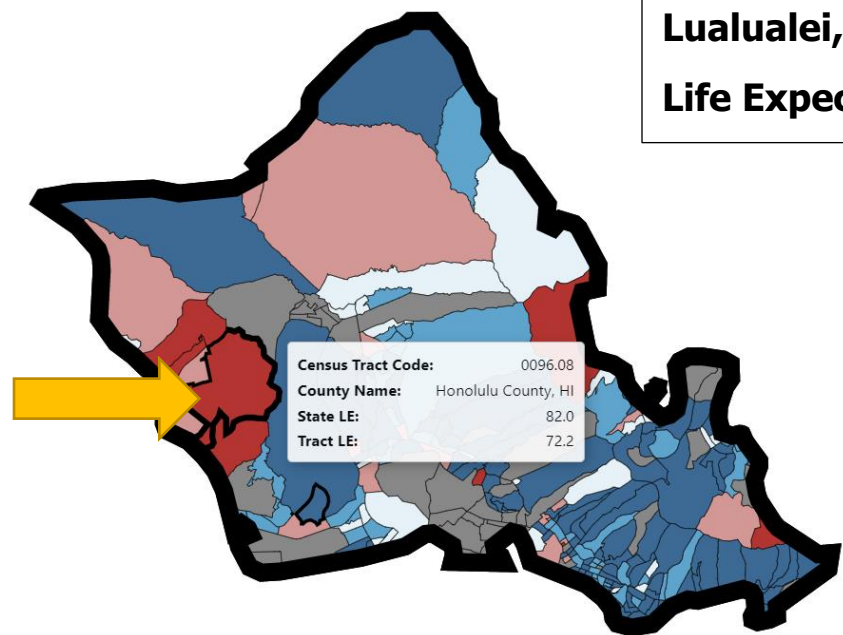 Lualualei,
Life Expec
Census Tract Code: 0096.08
County Name: Honolulu County, HI
State LE: 82.0
Tract LE: 72.2